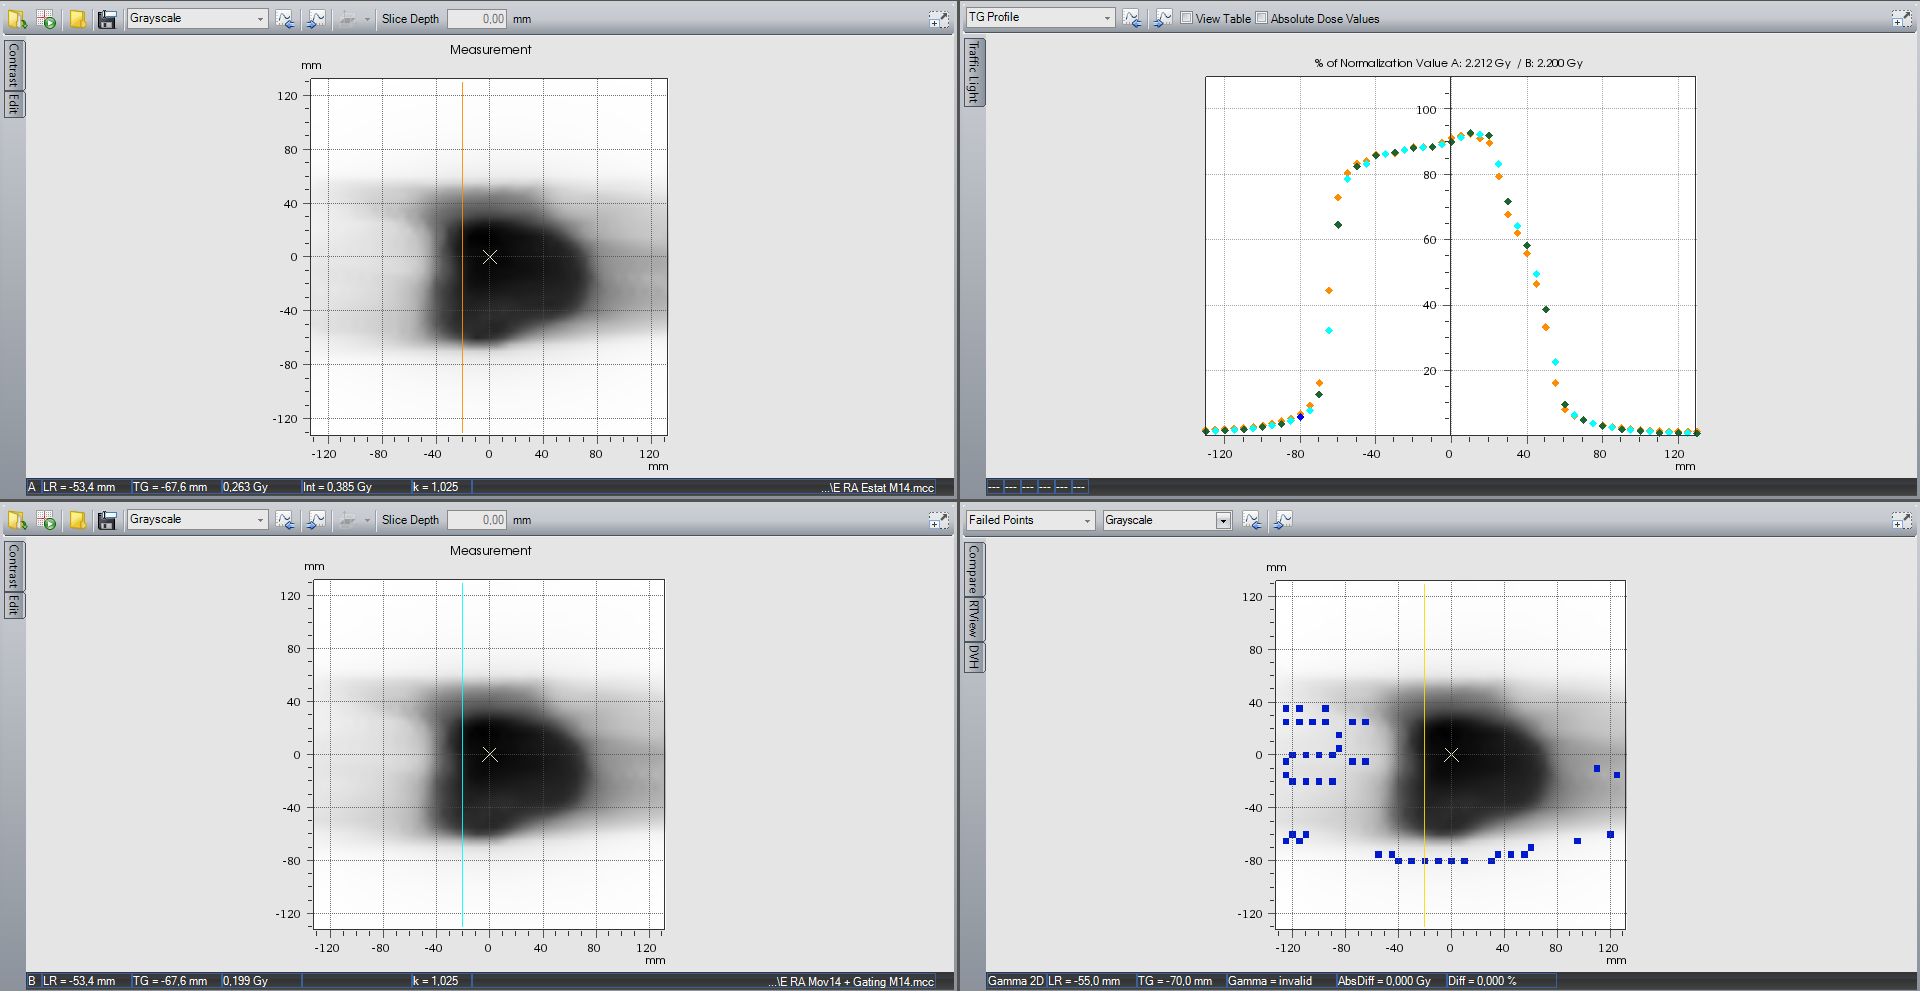 Grayscale
Slice Depth 0,00 mm
Contrast
Edit
Measurement
mm
120
80
40
0
-40
-80
-120
-120 -80 -40 0 40 80 120
mm
A LR = -53,4 mm TG = -67,6 mm 0,263 Gy Int = 0,385 Gy k = 1,025 ...\E RA Estat M14.mcc
TG Profile View Table Absolute Dose Values
Traffic Light
% of Normalization Value A: 2.212 Gy / B: 2.200 Gy
100
80
60
40
20
-120 -80 -40 0 40 80 120
mm
--- --- --- --- --- ---
Grayscale
Slice Depth 0,00 mm
Contrast
Edit
Measurement
mm
120
80
40
0
-40
-80
-120
-120 -80 -40 0 40 80 120
mm
B LR = -53,4 mm TG = -67,6 mm 0,199 Gy k = 1,025 ...\E RA Mov14 + Gating M14.mcc
Failed Points Grayscale
Compare
RTView
DVH
mm
120
80
40
0
-40
-80
-120
-120 -80 -40 0 40 80 120
mm
Gamma 2D LR = -55,0 mm TG = -70,0 mm Gamma = invalid AbsDiff = 0,000 Gy Diff = 0,000 %